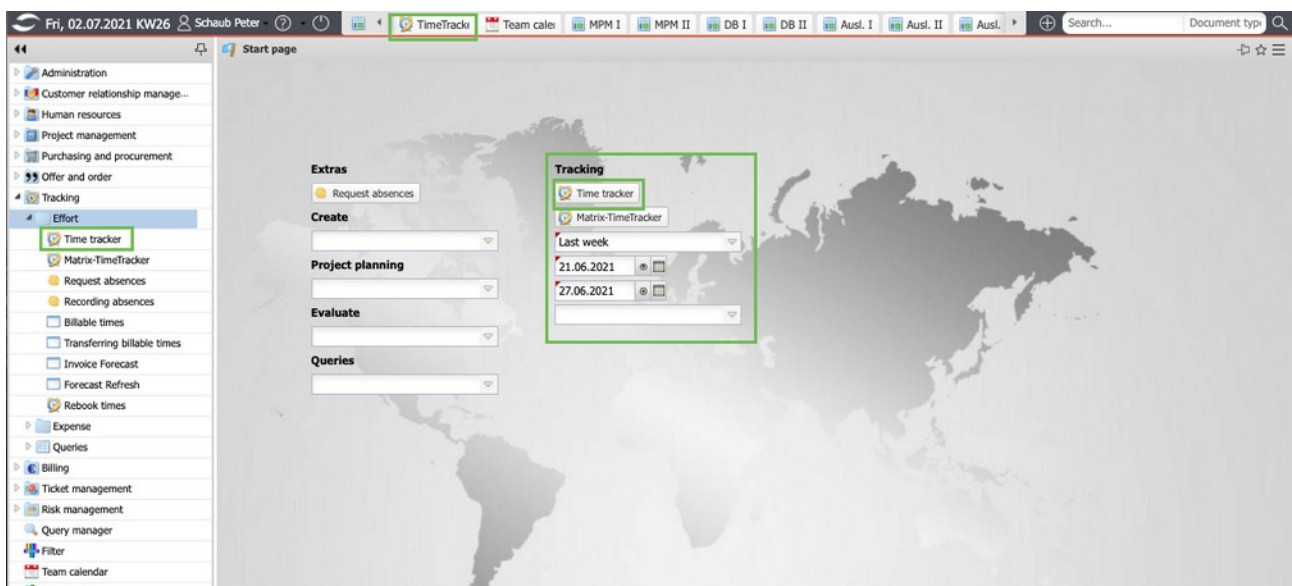 Fri, 02.07.2021 KW26 Schaub Peter
TimeTracke
Team calen
MPM I
MPM II
DB I
DB II
Ausl. I
Ausl. II
Ausl.
Search...
Document type
Start page
Administration
Customer relationship manage...
Human resources
Project management
Purchasing and procurement
Offer and order
Tracking
Effort
Time tracker
Matrix-TimeTracker
Request absences
Recording absences
Billable times
Transferring billable times
Invoice Forecast
Forecast Refresh
Rebook times
Expense
Queries
Billing
Ticket management
Risk management
Query manager
Filter
Team calendar
Extras
Request absences
Create
Project planning
Evaluate
Queries
Tracking
Time tracker
Matrix-TimeTracker
Last week
21.06.2021
27.06.2021